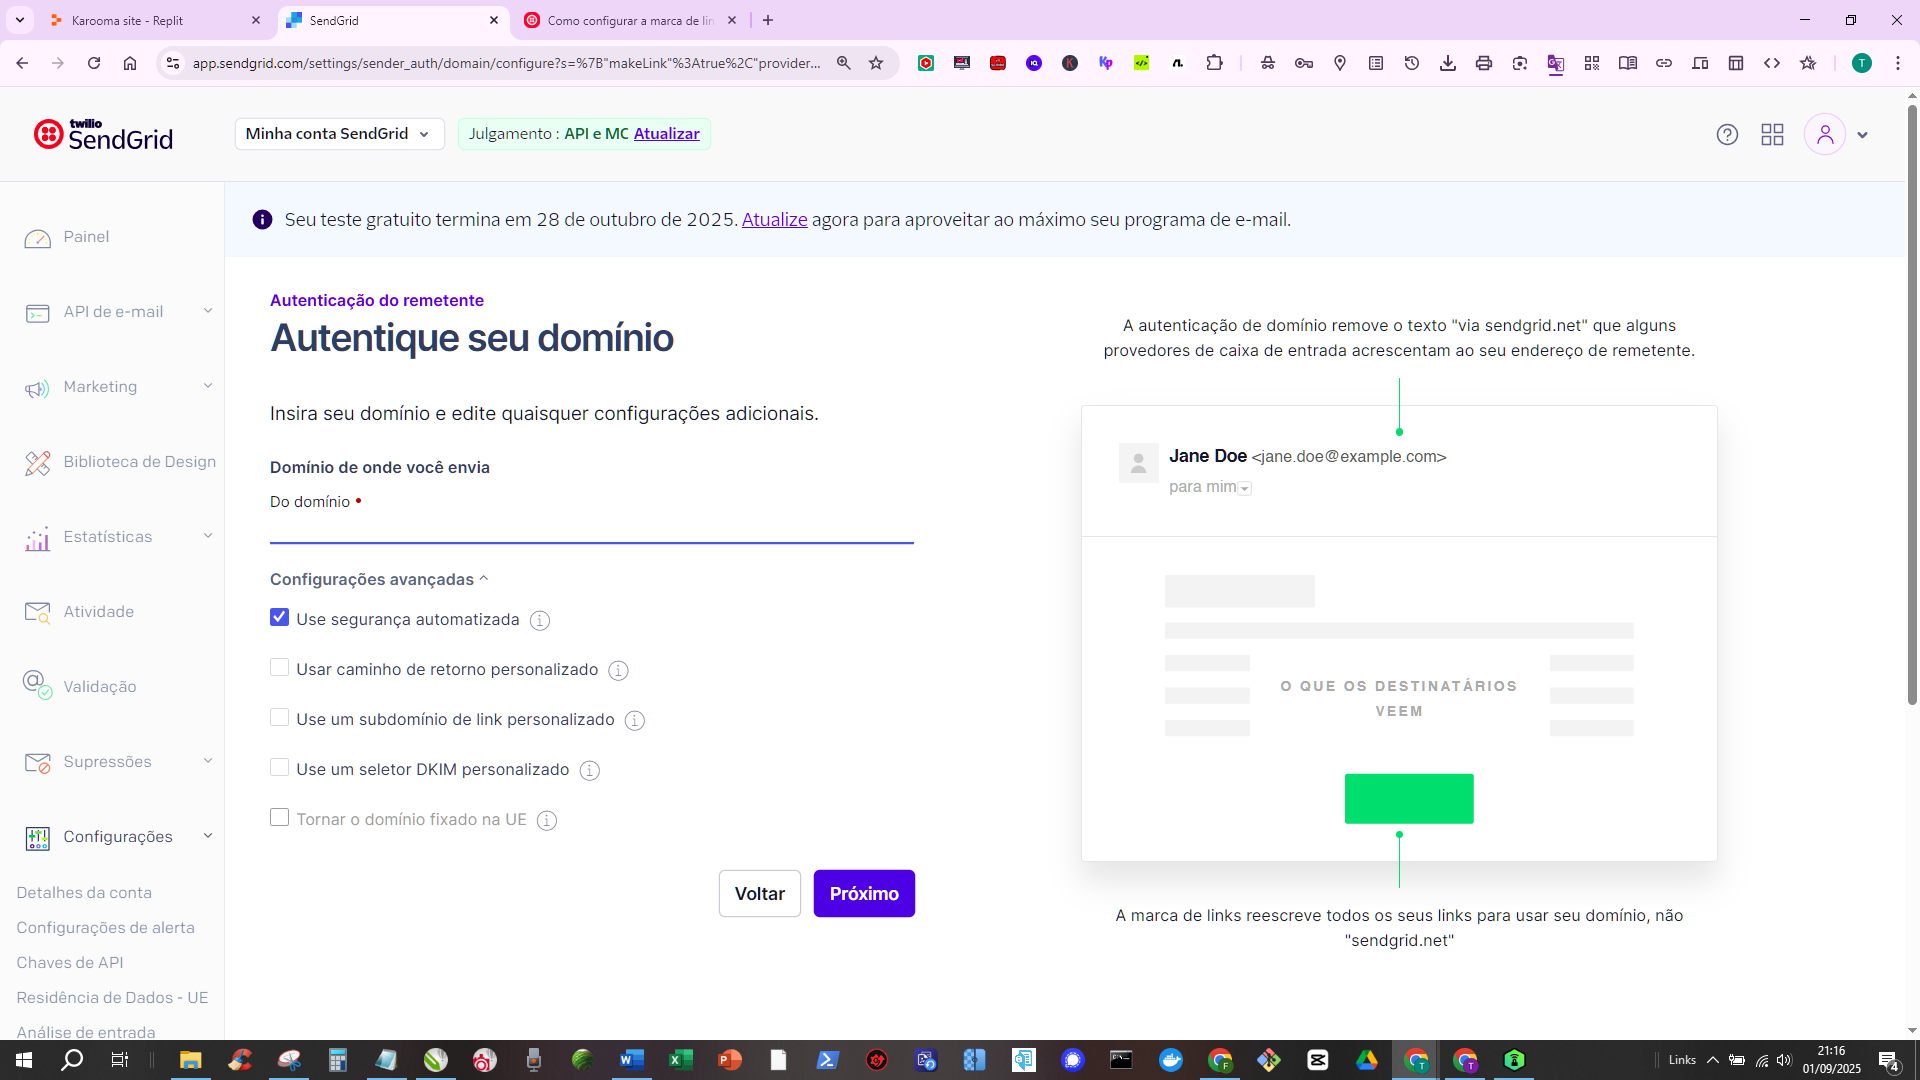 Karooma site - Replit
SendGrid
Como configurar a marca de lin
app.sendgrid.com/settings/sender_auth/domain/configure?s=%7B"makeLink"%3Atrue%2C"provider...
twilio
SendGrid
Minha conta SendGrid
Julgamento : API e MC Atualizar
Seu teste gratuito termina em 28 de outubro de 2025. Atualize agora para aproveitar ao máximo seu programa de e-mail.
Painel
API de e-mail
Marketing
Biblioteca de Design
Estatísticas
Atividade
Validação
Supressões
Configurações
Detalhes da conta
Configurações de alerta
Chaves de API
Residência de Dados - UE
Análise de entrada
Autenticação do remetente
Autentique seu domínio
Insira seu domínio e edite quaisquer configurações adicionais.
Domínio de onde você envia
Do domínio •
Configurações avançadas
Use segurança automatizada
Usar caminho de retorno personalizado
Use um subdomínio de link personalizado
Use um seletor DKIM personalizado
Tornar o domínio fixado na UE
Voltar
Próximo
A autenticação de domínio remove o texto "via sendgrid.net" que alguns
provedores de caixa de entrada acrescentam ao seu endereço de remetente.
Jane Doe <jane.doe@example.com>
para mim
O QUE OS DESTINATÁRIOS
VEEM
A marca de links reescreve todos os seus links para usar seu domínio, não
"sendgrid.net"
Links
21:16
01/09/2025
4